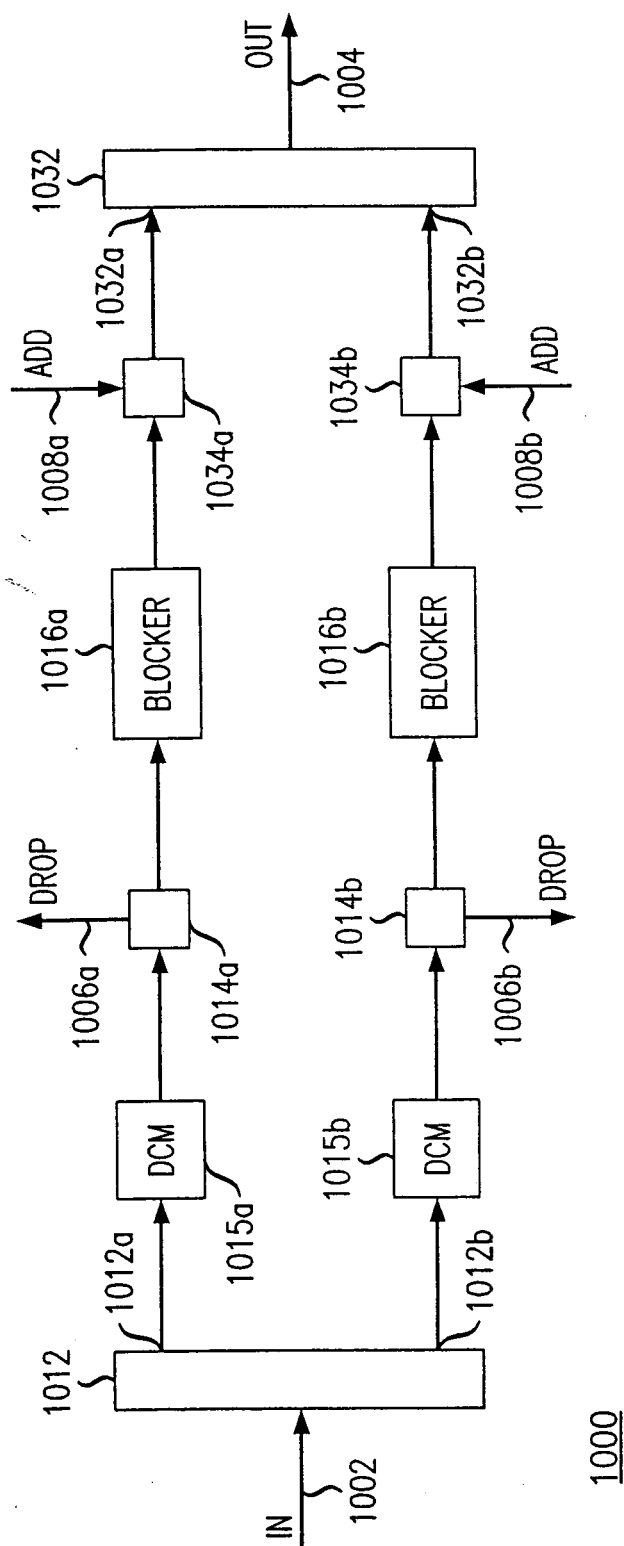 IN
1002
1012
1012a
1012b
DCM
1015a
DCM
1015b
DROP
1006a
1014a
1014b
1006b
DROP
BLOCKER
1016a
BLOCKER
1016b
ADD
1008a
1034a
1034b
1008b
ADD
1032a
1032b
1032
OUT
1004
1000